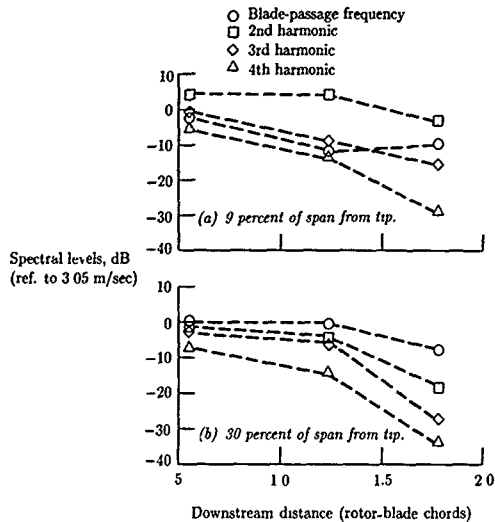 Blade-passage frequency
2nd harmonic
3rd harmonic
4th harmonic
10
0
−10
−20
−30
−40
(a) 9 percent of span from tip.
Spectral levels, dB
(ref. to 3 05 m/sec)
10
0
−10
−20
−30
−40
(b) 30 percent of span from tip.
5 1 0 1.5 2 0
Downstream distance (rotor-blade chords)